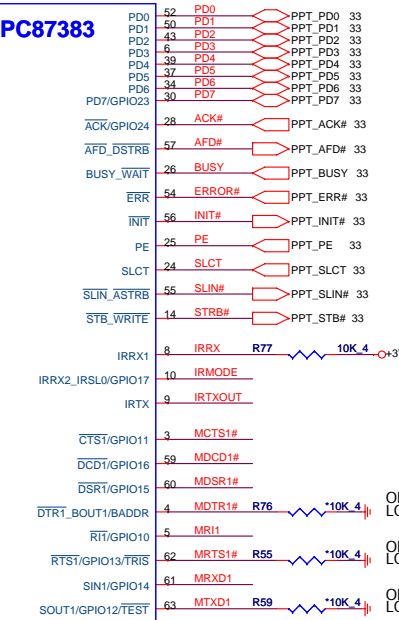 PC87383
PD0 52 PD0 PPT_PD0 33
PD1 50 PD1 PPT_PD1 33
PD2 43 PD2 PPT_PD2 33
PD3 6 PD3 PPT_PD3 33
PD4 39 PD4 PPT_PD4 33
PD5 37 PD5 PPT_PD5 33
PD6 34 PD6 PPT_PD6 33
PD7/GPIO23 30 PD7 PPT_PD7 33
ACK/GPIO24 28 ACK# PPT_ACK# 33
AFD_DSTRB 57 AFD# PPT_AFD# 33
BUSY_WAIT 26 BUSY PPT_BUSY 33
ERR 54 ERROR# PPT_ERR# 33
INIT 56 INIT# PPT_INIT# 33
PE 25 PE PPT_PE 33
SLCT 24 SLCT PPT_SLCT 33
SLIN_ASTRB 55 SLIN# PPT_SLIN# 33
STB_WRITE 14 STRB# PPT_STB# 33
IRRX1 8 IRRX R77 10K_4
IRRX2_IRSL0/GPIO17 10 IRMODE
IRTX 9 IRTXOUT
CTS1/GPIO11 3 MCTS1#
DCD1/GPIO16 59 MDCD1#
DSR1/GPIO15 60 MDSR1#
DTR1_BOUT1/BADDR 4 MDTR1# R76 *10K_4
RI1/GPIO10 5 MRI1
RTS1/GPIO13/TRIS 62 MRTS1# R55 *10K_4
SIN1/GPIO14 61 MRXD1
SOUT1/GPIO12/TEST 63 MTXD1 R59 *10K_4